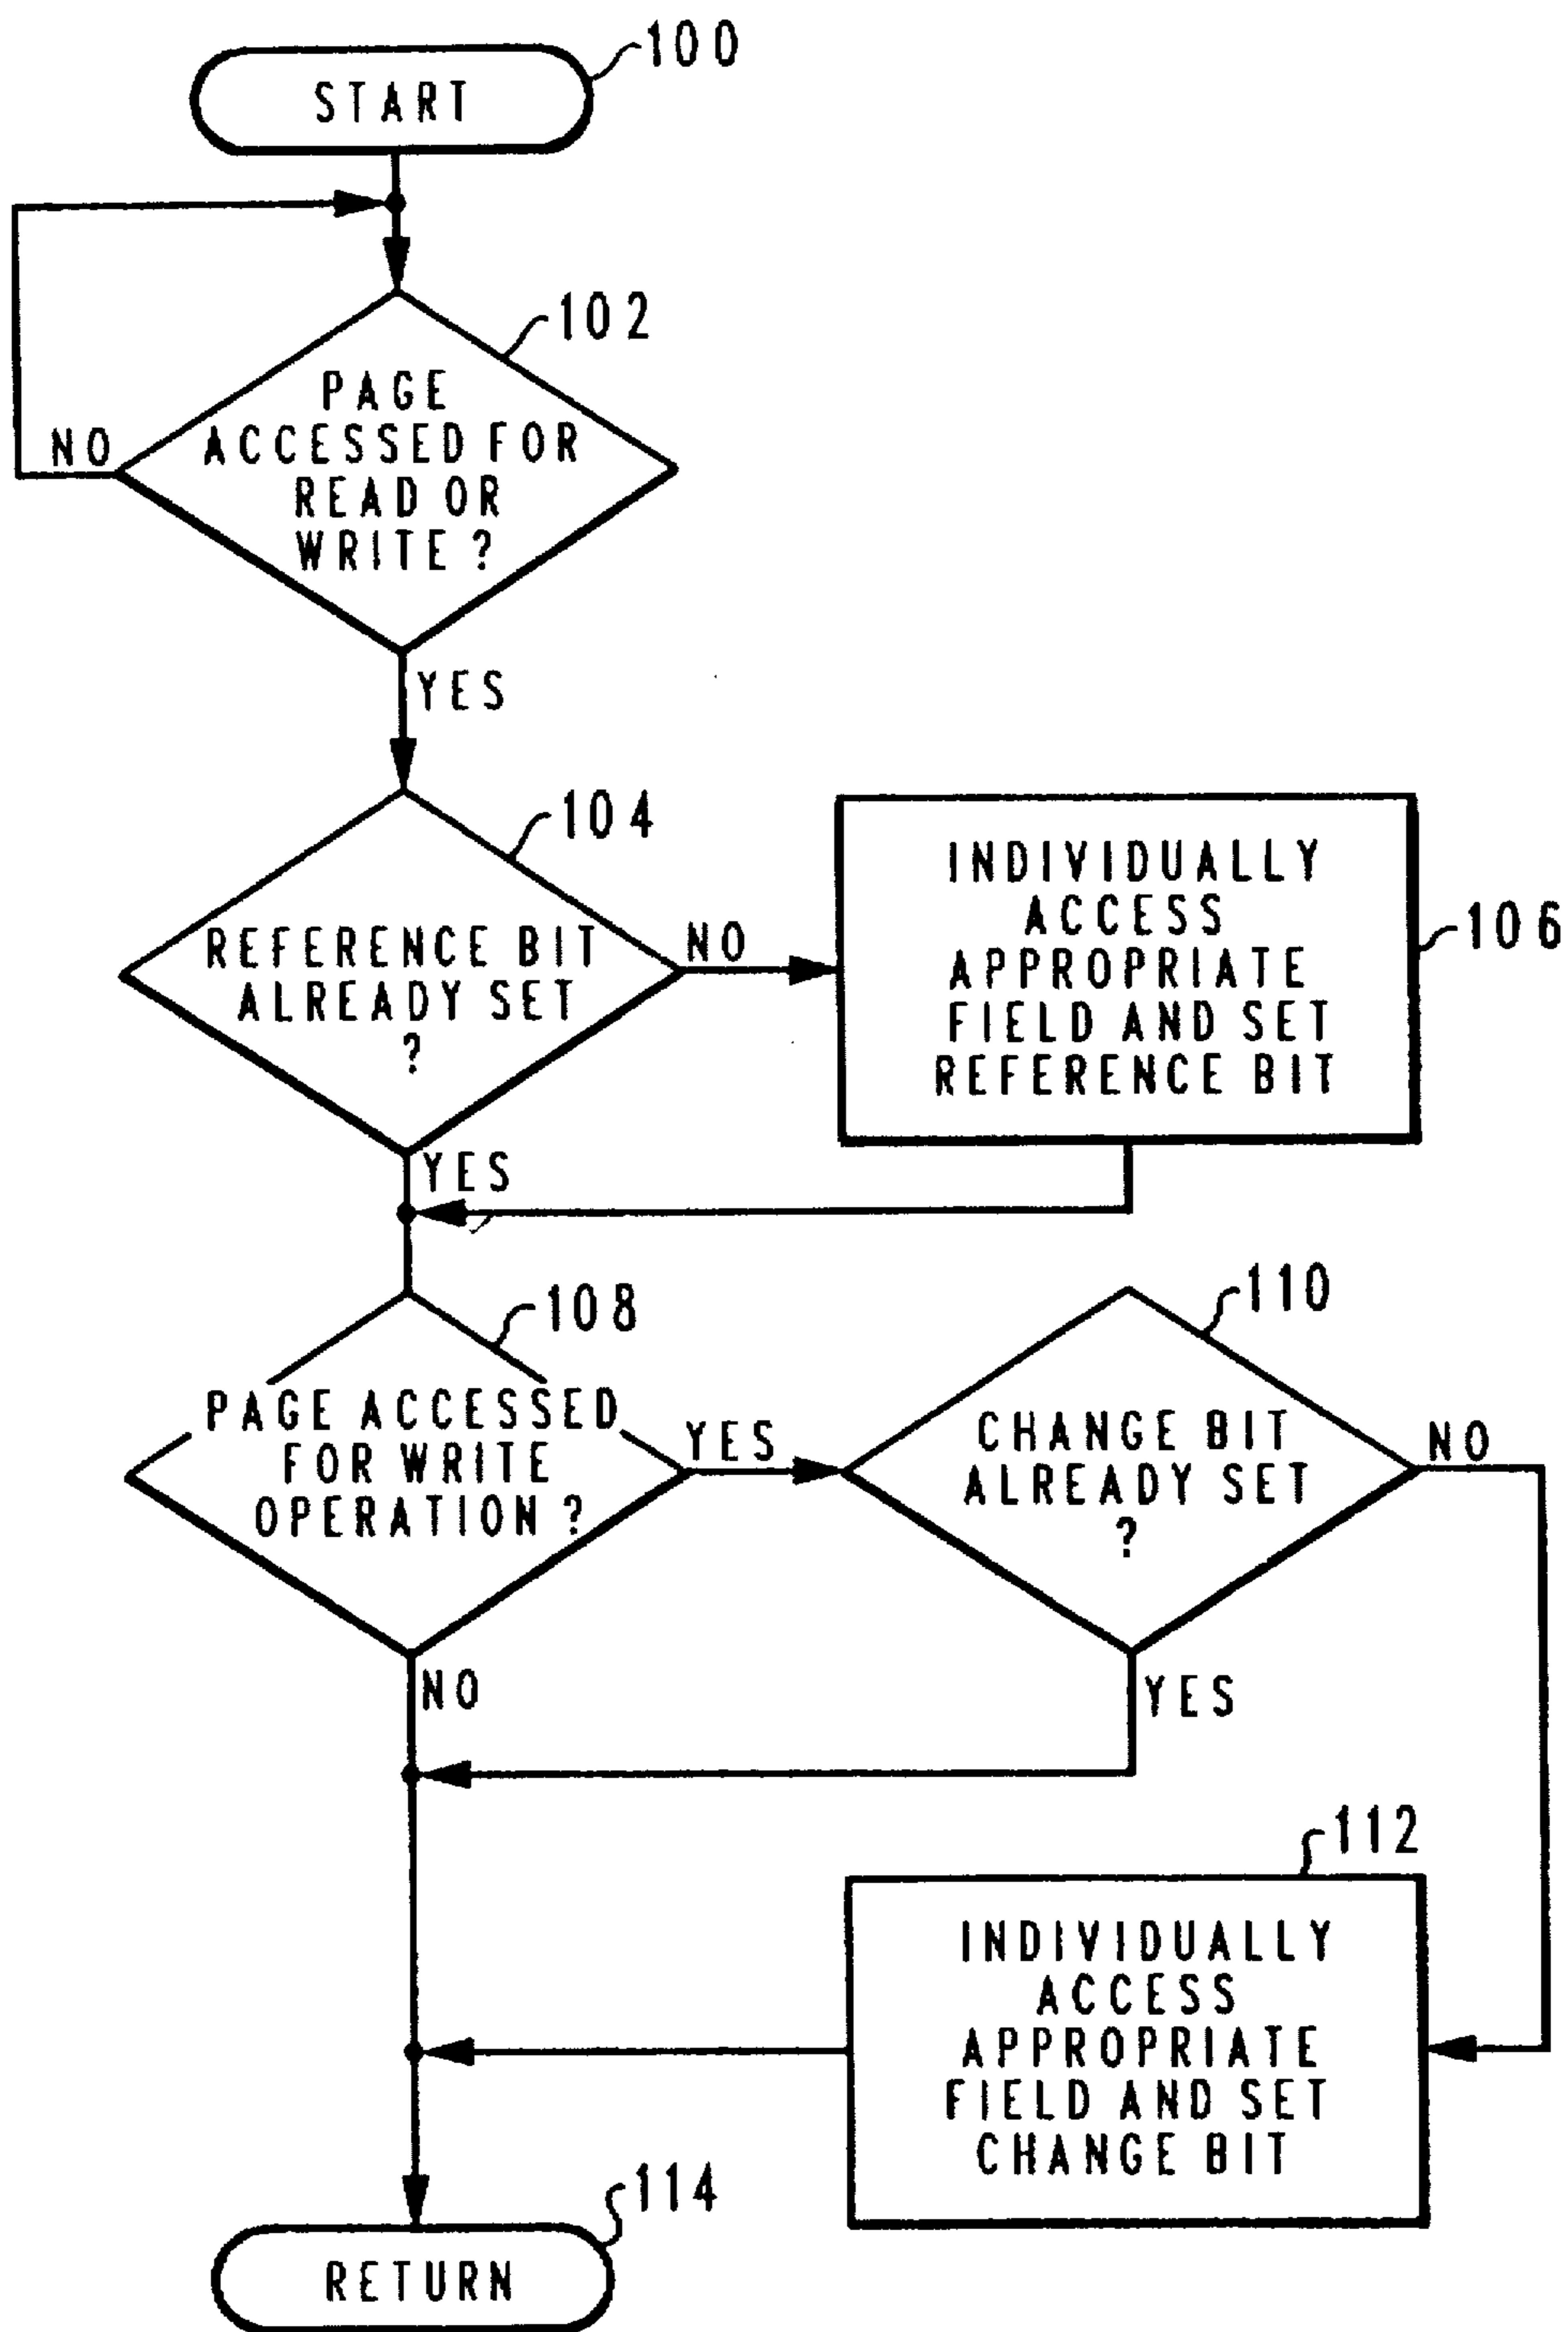 100
START
102
PAGE
ACCESSED FOR
READ OR
WRITE ?
NO
YES
104
REFERENCE BIT
ALREADY SET
?
NO
INDIVIDUALLY
ACCESS
APPROPRIATE
FIELD AND SET
REFERENCE BIT
106
YES
108
PAGE ACCESSED
FOR WRITE
OPERATION ?
YES
110
CHANGE BIT
ALREADY SET
?
NO
NO
YES
112
INDIVIDUALLY
ACCESS
APPROPRIATE
FIELD AND SET
CHANGE BIT
114
RETURN